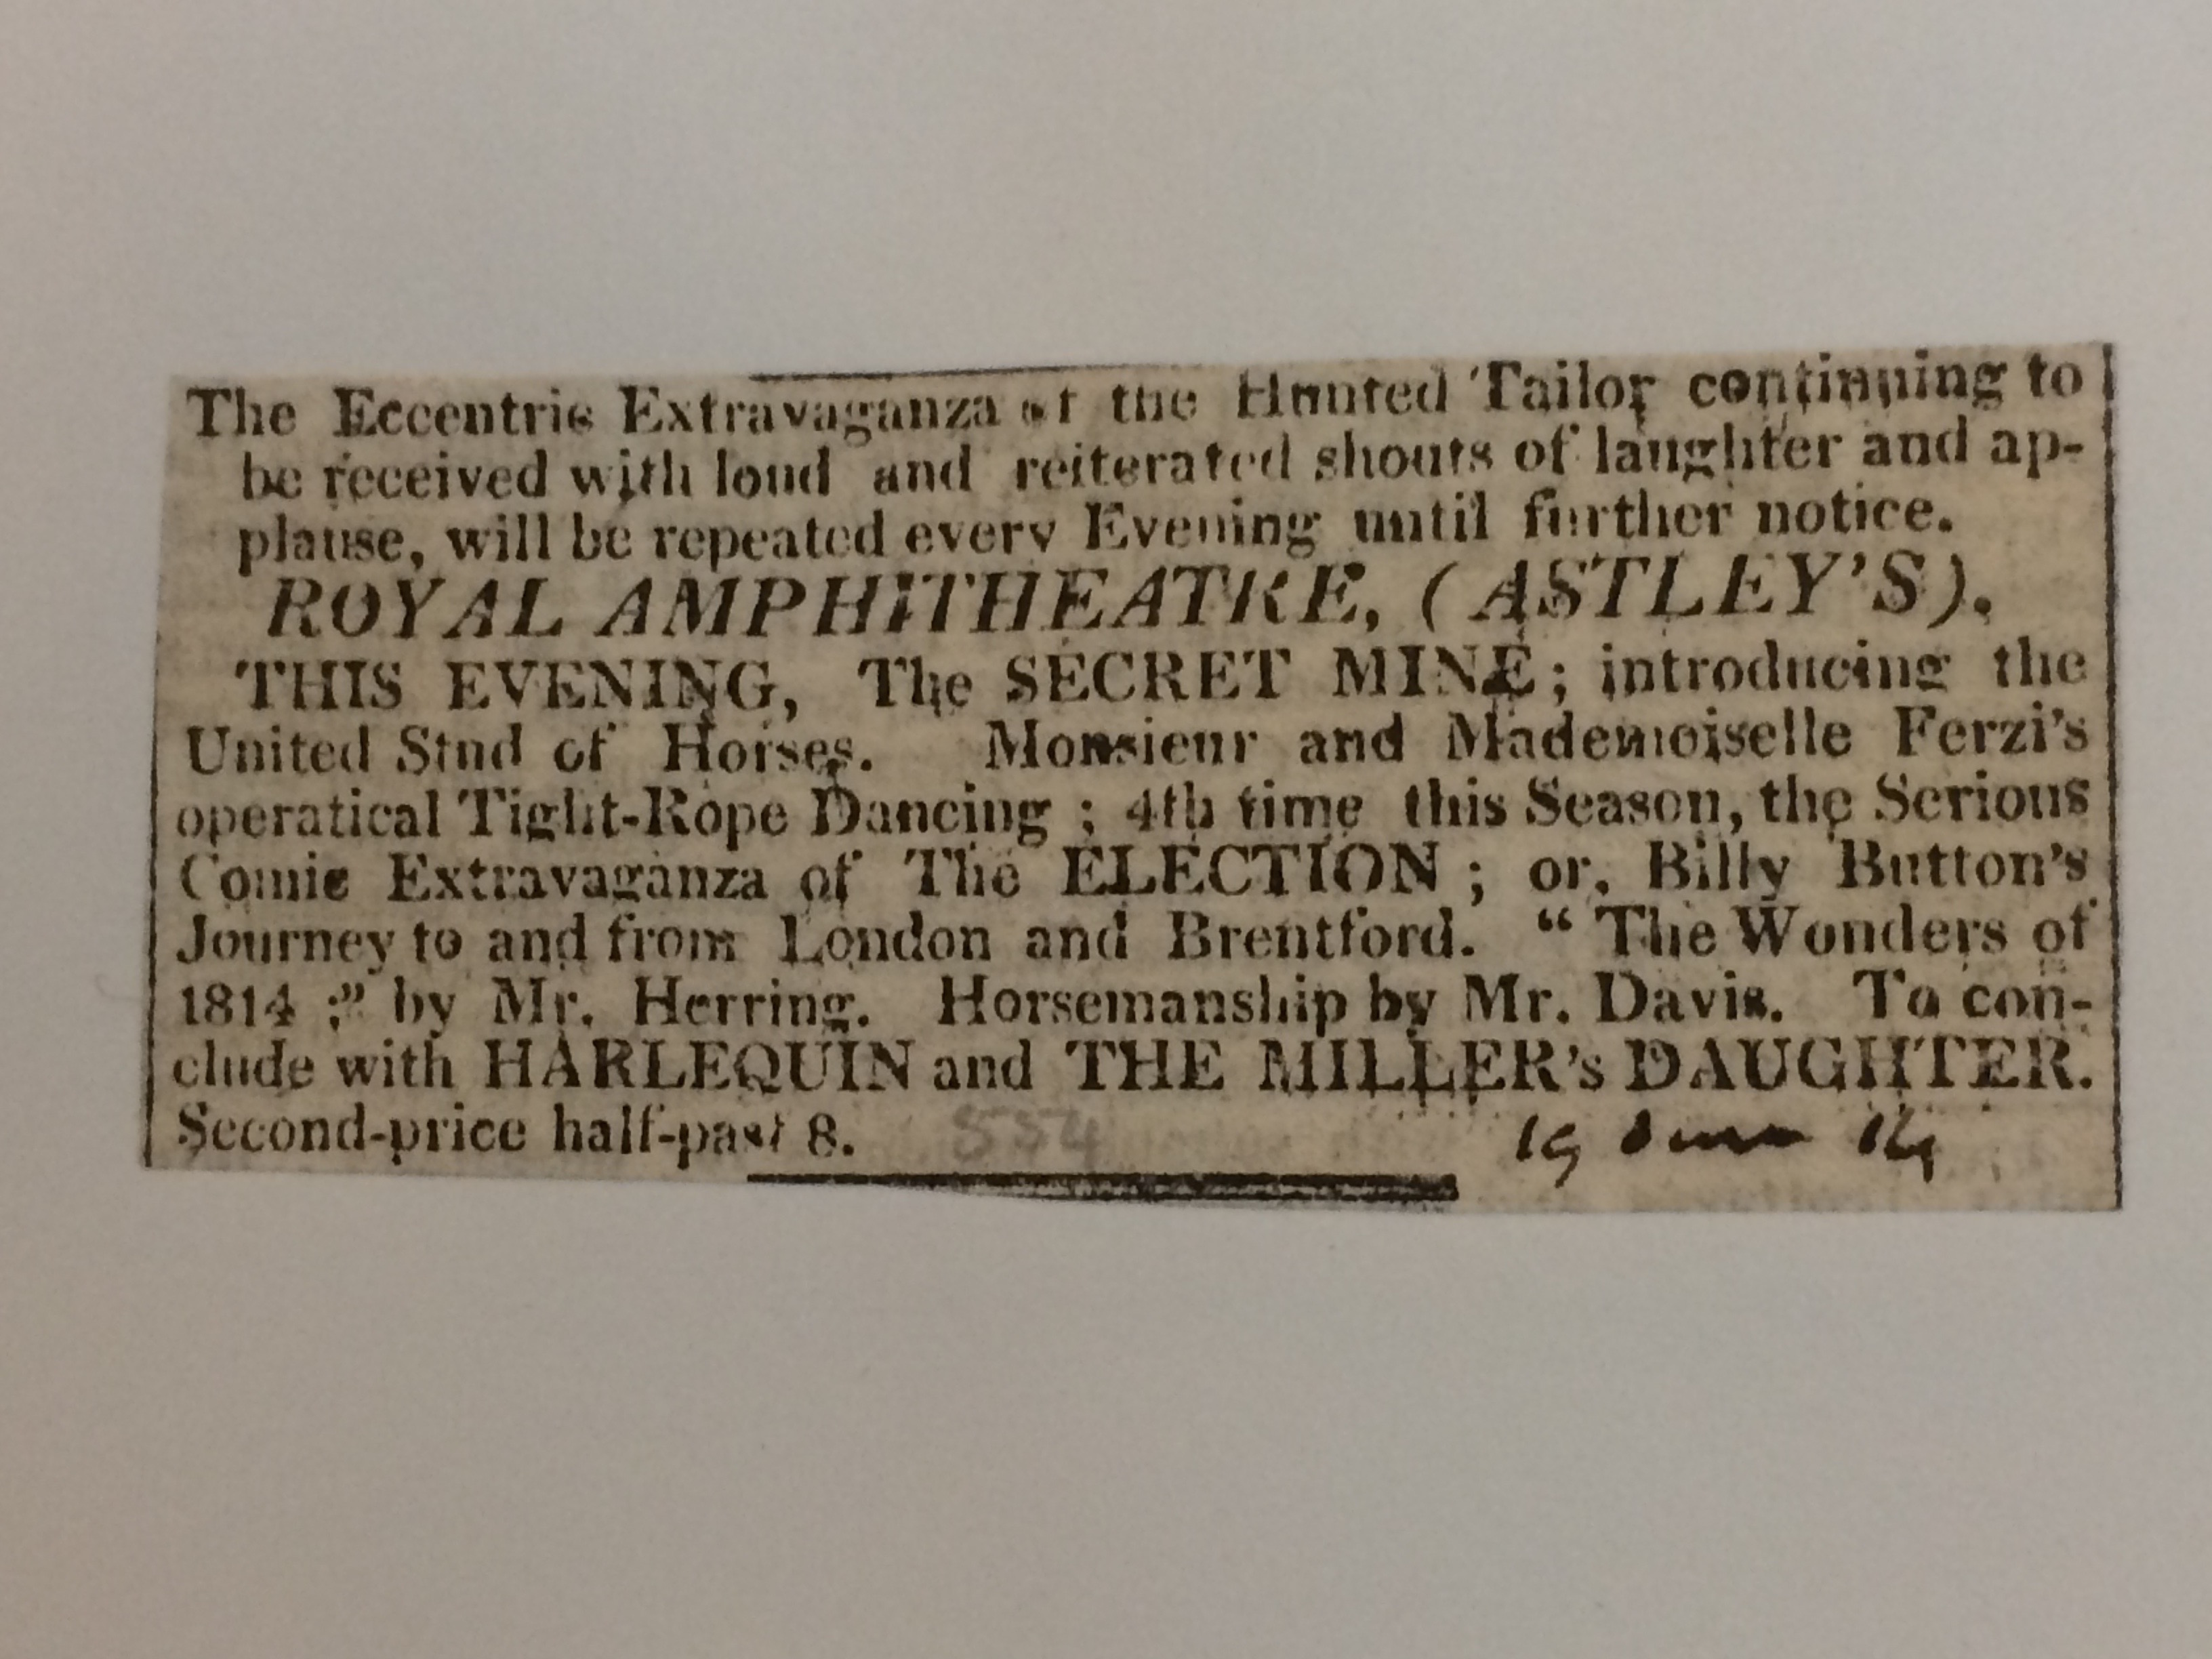 The Eccentric Extravaganza of the Hunted Tailor continuing to
be received with loud and reiterated shouts of laughter and ap-
plause, will be repeated every Evening until further notice.
ROYAL AMPHITHEATRE, (ASTLEY'S).
THIS EVENING, The SECRET MINE; introducing the
United Stud of Horses. Monsieur and Mademoiselle Ferzi's
operatical Tight-Rope Dancing; 4th time this Season, the Serious
Comic Extravaganza of The ELECTION; or, Billy Button's
Journey to and from London and Brentford. "The Wonders of
1814;" by Mr. Herring. Horsemanship by Mr. Davis. To con-
clude with HARLEQUIN and THE MILLER's DAUGHTER.
Second-price half-past 8. 554 19 June 14